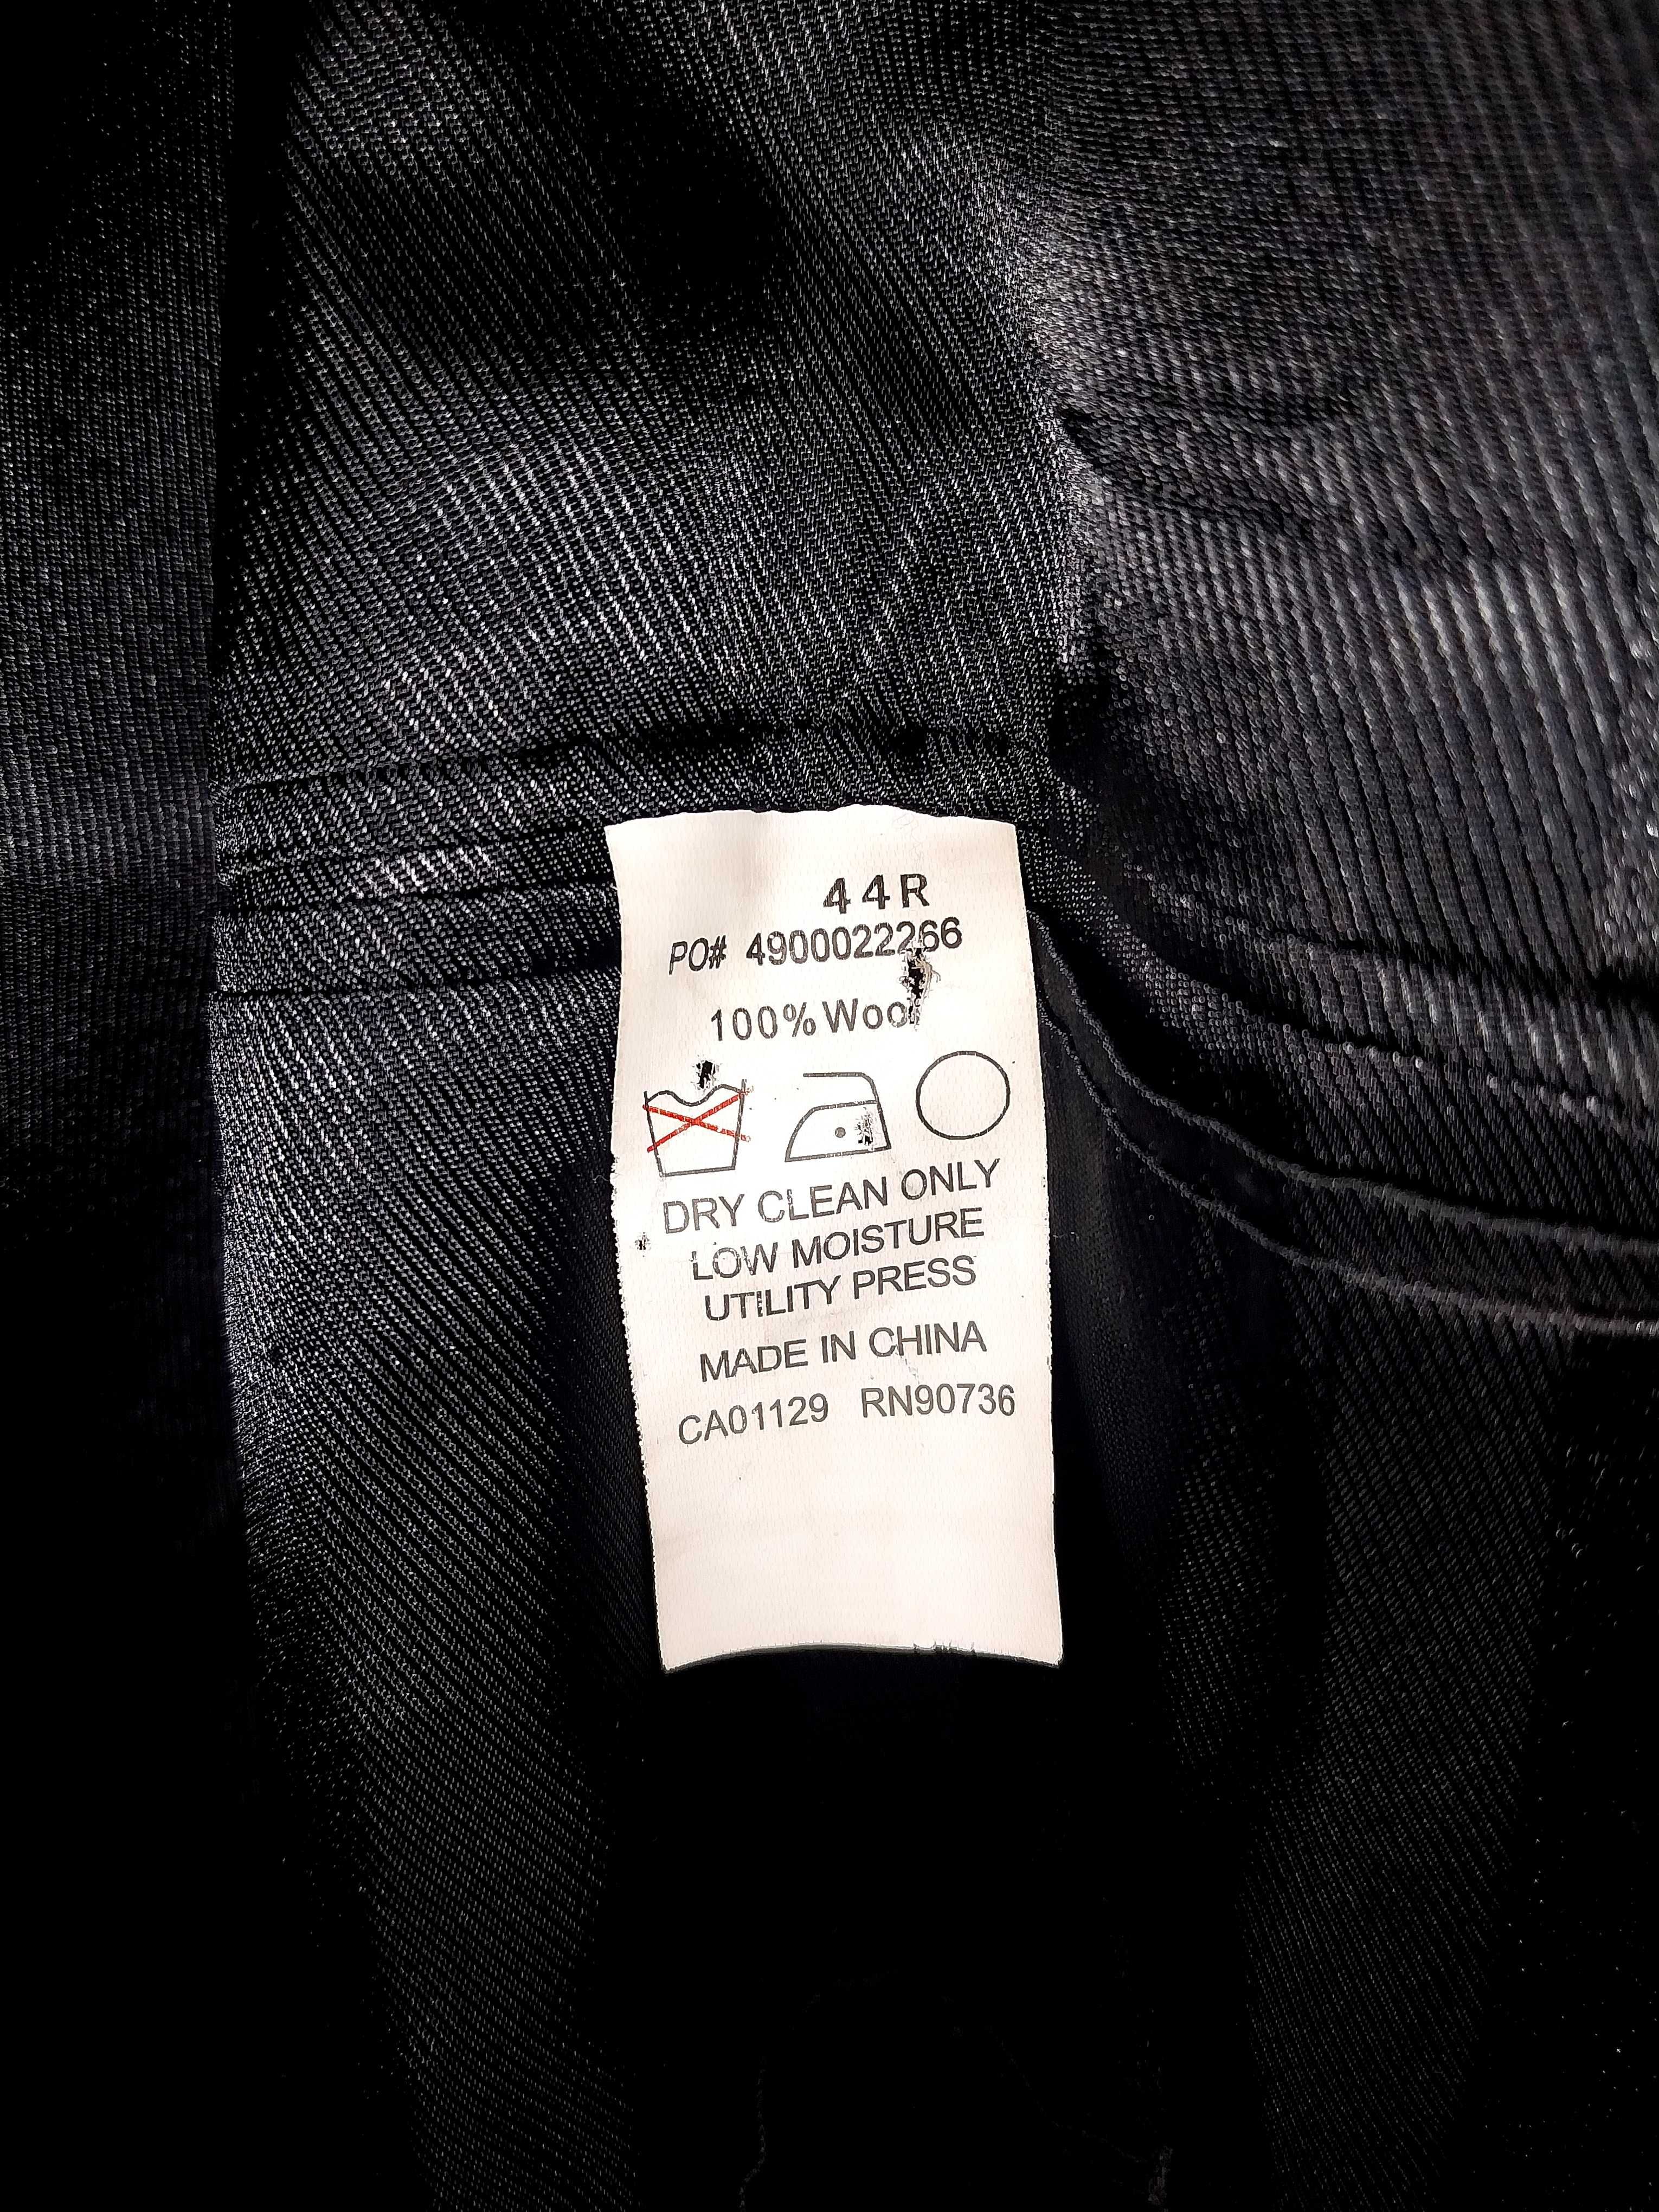 44R
PO# 4900022266
100% Wool
DRY CLEAN ONLY
LOW MOISTURE
UTILITY PRESS
MADE IN CHINA
CA01129 RN90736